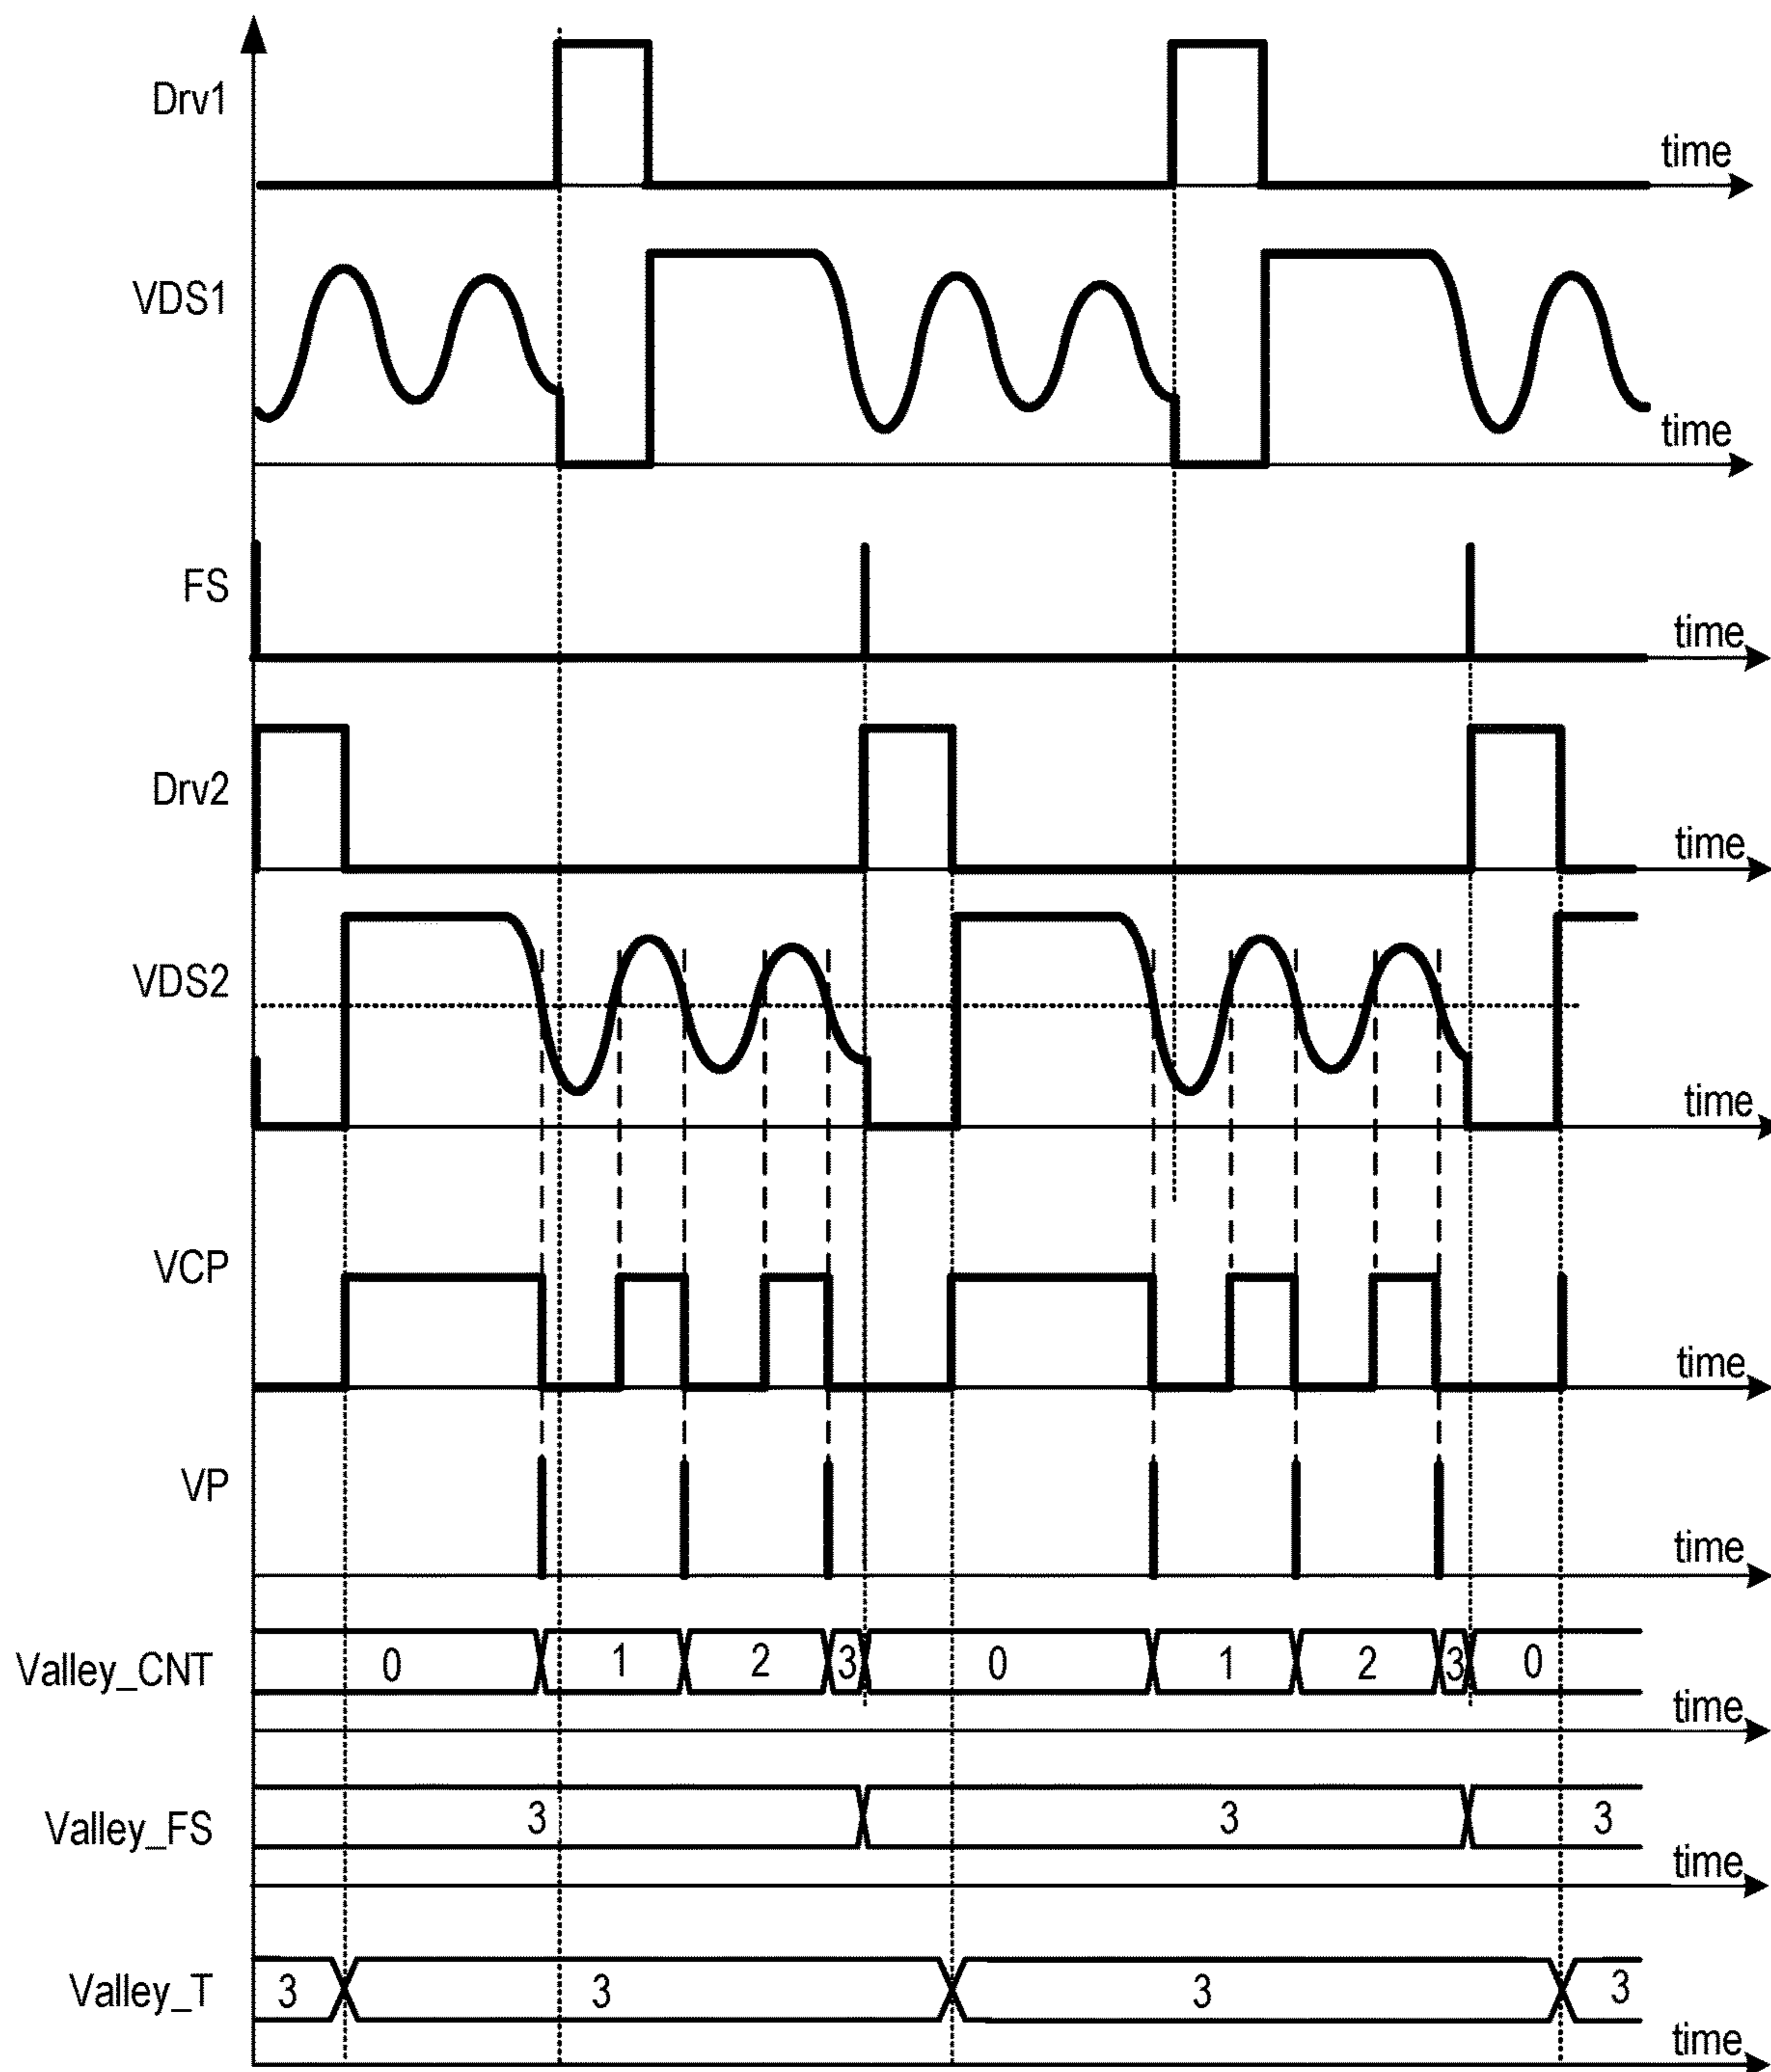 Drv1
time
VDS1
time
FS
time
Drv2
time
VDS2
time
VCP
time
VP
time
Valley_CNT 0 1 2 3 0 1 2 3 0
time
Valley_FS 3 3 3
time
Valley_T 3 3 3 3
time